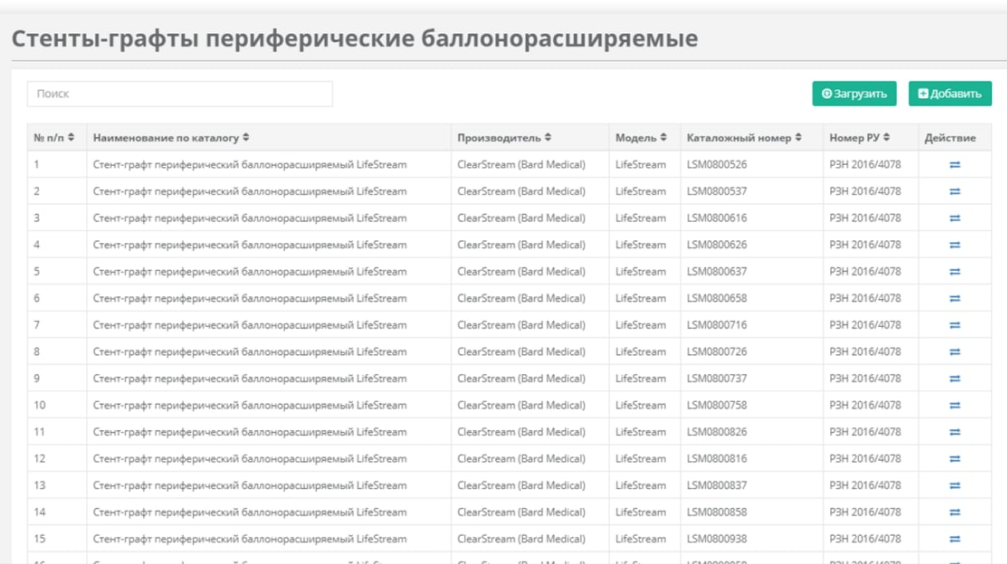 Стенты-графты периферические баллонорасширяемые
Поиск Загрузить Добавить
№ п/п Наименование по каталогу Производитель Модель Каталожный номер Номер РУ Действие
1 Стент-графт периферический баллонорасширяемый LifeStream ClearStream (Bard Medical) LifeStream LSM0800526 РЗН 2016/4078
2 Стент-графт периферический баллонорасширяемый LifeStream ClearStream (Bard Medical) LifeStream LSM0800537 РЗН 2016/4078
3 Стент-графт периферический баллонорасширяемый LifeStream ClearStream (Bard Medical) LifeStream LSM0800616 РЗН 2016/4078
4 Стент-графт периферический баллонорасширяемый LifeStream ClearStream (Bard Medical) LifeStream LSM0800626 РЗН 2016/4078
5 Стент-графт периферический баллонорасширяемый LifeStream ClearStream (Bard Medical) LifeStream LSM0800637 РЗН 2016/4078
6 Стент-графт периферический баллонорасширяемый LifeStream ClearStream (Bard Medical) LifeStream LSM0800658 РЗН 2016/4078
7 Стент-графт периферический баллонорасширяемый LifeStream ClearStream (Bard Medical) LifeStream LSM0800716 РЗН 2016/4078
8 Стент-графт периферический баллонорасширяемый LifeStream ClearStream (Bard Medical) LifeStream LSM0800726 РЗН 2016/4078
9 Стент-графт периферический баллонорасширяемый LifeStream ClearStream (Bard Medical) LifeStream LSM0800737 РЗН 2016/4078
10 Стент-графт периферический баллонорасширяемый LifeStream ClearStream (Bard Medical) LifeStream LSM0800758 РЗН 2016/4078
11 Стент-графт периферический баллонорасширяемый LifeStream ClearStream (Bard Medical) LifeStream LSM0800826 РЗН 2016/4078
12 Стент-графт периферический баллонорасширяемый LifeStream ClearStream (Bard Medical) LifeStream LSM0800816 РЗН 2016/4078
13 Стент-графт периферический баллонорасширяемый LifeStream ClearStream (Bard Medical) LifeStream LSM0800837 РЗН 2016/4078
14 Стент-графт периферический баллонорасширяемый LifeStream ClearStream (Bard Medical) LifeStream LSM0800858 РЗН 2016/4078
15 Стент-графт периферический баллонорасширяемый LifeStream ClearStream (Bard Medical) LifeStream LSM0800938 РЗН 2016/4078